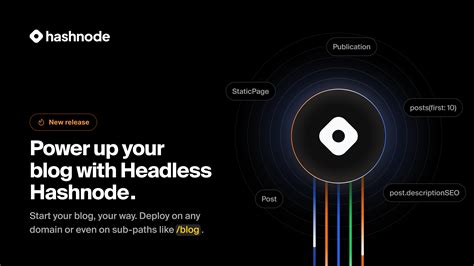 hashnode
Publication
StaticPage
posts(first: 10)
New release
Power up your
blog with Headless
Hashnode.
Post
post.descriptionSEO
Start your blog, your way. Deploy on any
domain or even on sub-paths like /blog .